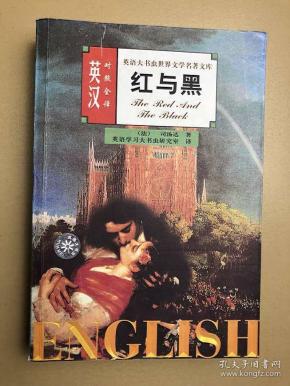 英汉
对照全译
英语大书虫世界文学名著文库
红与黑
The Red And
The Black
(法) 司汤达 著
英语学习大书虫研究室 译
ENGLISH
孔夫子旧书网